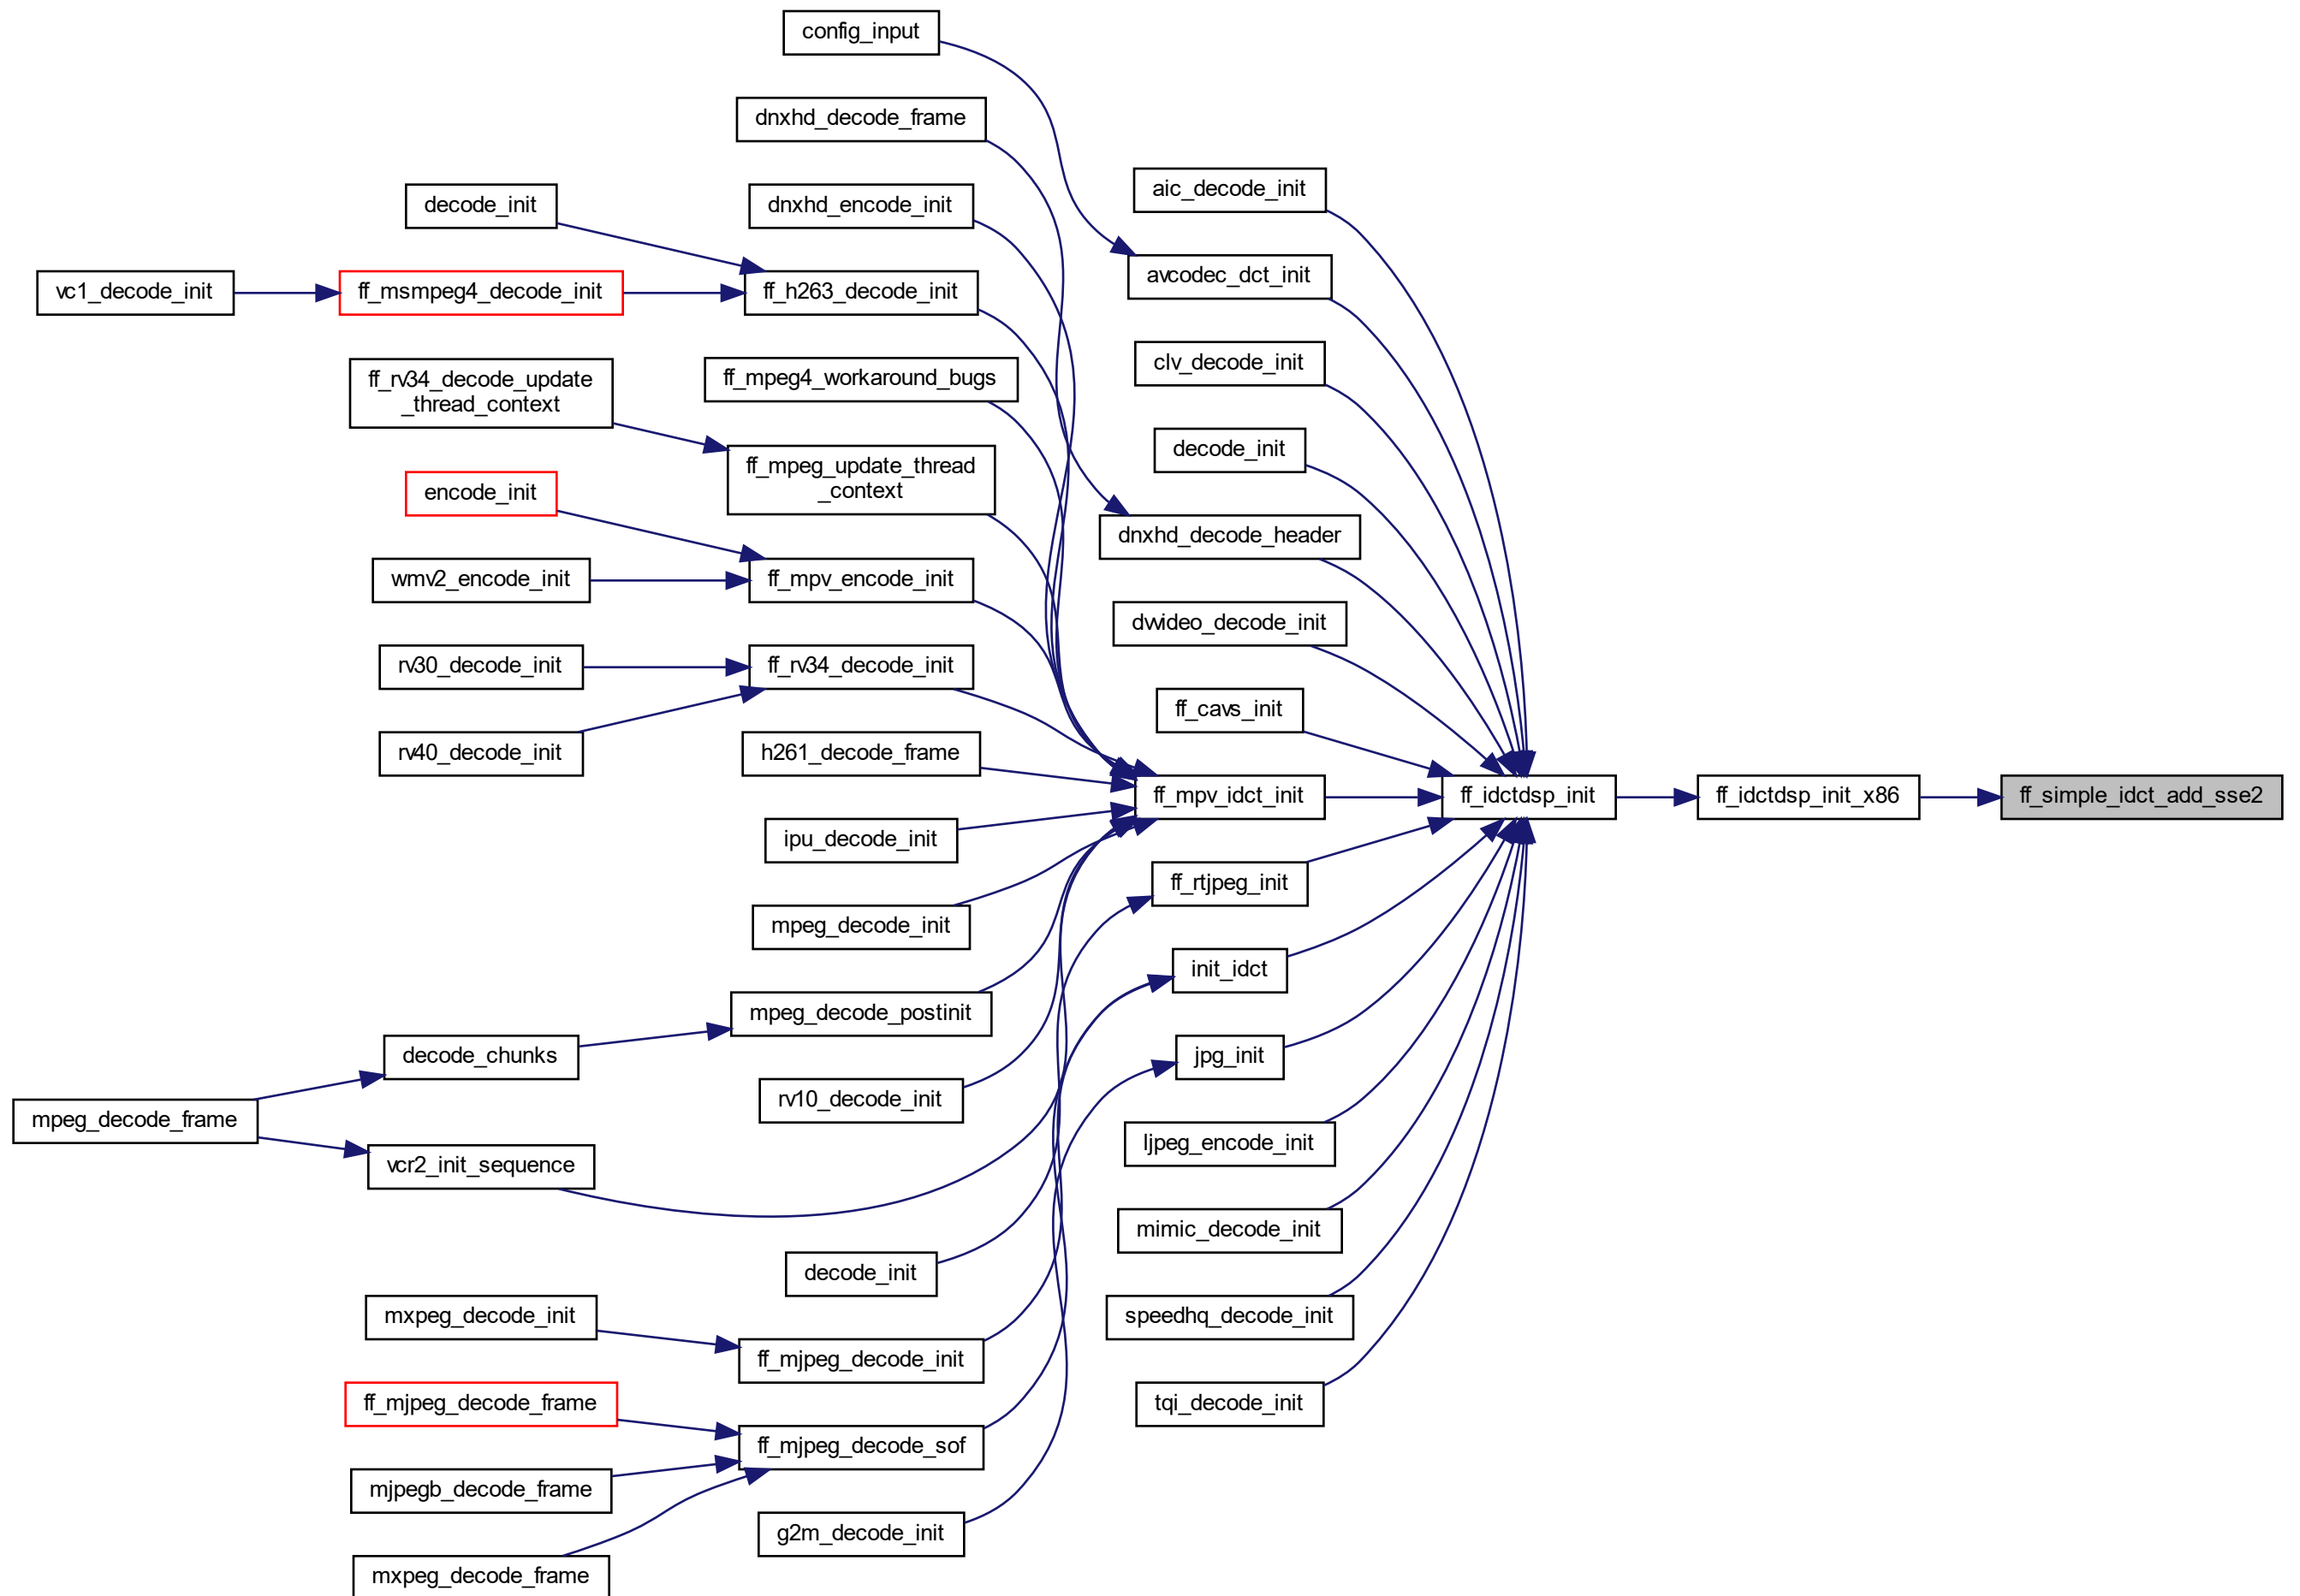 config_input
dnxhd_decode_frame
aic_decode_init
decode_init
dnxhd_encode_init
avcodec_dct_init
vc1_decode_init
ff_msmpeg4_decode_init
ff_h263_decode_init
clv_decode_init
ff_rv34_decode_update
_thread_context
ff_mpeg4_workaround_bugs
decode_init
ff_mpeg_update_thread
_context
encode_init
dnxhd_decode_header
wmv2_encode_init
ff_mpv_encode_init
dvvideo_decode_init
rv30_decode_init
ff_rv34_decode_init
ff_cavs_init
rv40_decode_init
h261_decode_frame
ff_mpv_idct_init
ff_idctdsp_init
ff_idctdsp_init_x86
ff_simple_idct_add_sse2
ipu_decode_init
ff_rtjpeg_init
mpeg_decode_init
init_idct
mpeg_decode_postinit
decode_chunks
jpg_init
mpeg_decode_frame
rv10_decode_init
ljpeg_encode_init
vcr2_init_sequence
mimic_decode_init
decode_init
mxpeg_decode_init
speedhq_decode_init
ff_mjpeg_decode_init
ff_mjpeg_decode_frame
tqi_decode_init
ff_mjpeg_decode_sof
mjpegb_decode_frame
g2m_decode_init
mxpeg_decode_frame